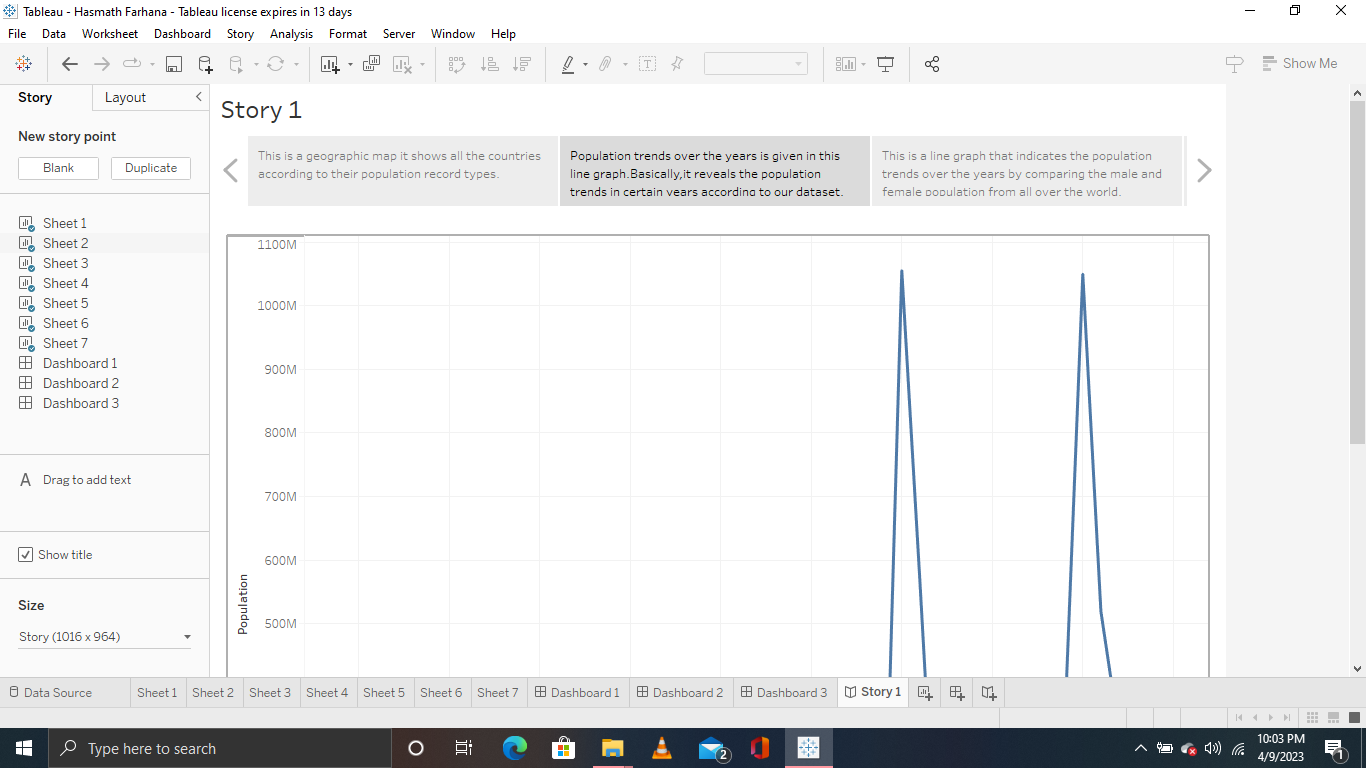 Tableau - Hasmath Farhana - Tableau license expires in 13 days
File Data Worksheet Dashboard Story Analysis Format Server Window Help
Show Me
Story Layout
New story point
Blank Duplicate
Sheet 1
Sheet 2
Sheet 3
Sheet 4
Sheet 5
Sheet 6
Sheet 7
Dashboard 1
Dashboard 2
Dashboard 3
A Drag to add text
Show title
Size
Story (1016 x 964)
Story 1
This is a geographic map it shows all the countries
according to their population record types.
Population trends over the years is given in this
line graph.Basically,it reveals the population
trends in certain years according to our dataset.
This is a line graph that indicates the population
trends over the years by comparing the male and
female population from all over the world.
1100M
1000M
900M
800M
700M
600M
500M
Population
Data Source Sheet 1 Sheet 2 Sheet 3 Sheet 4 Sheet 5 Sheet 6 Sheet 7 Dashboard 1 Dashboard 2 Dashboard 3 Story 1
Type here to search
2
10:03 PM
4/9/2023
1